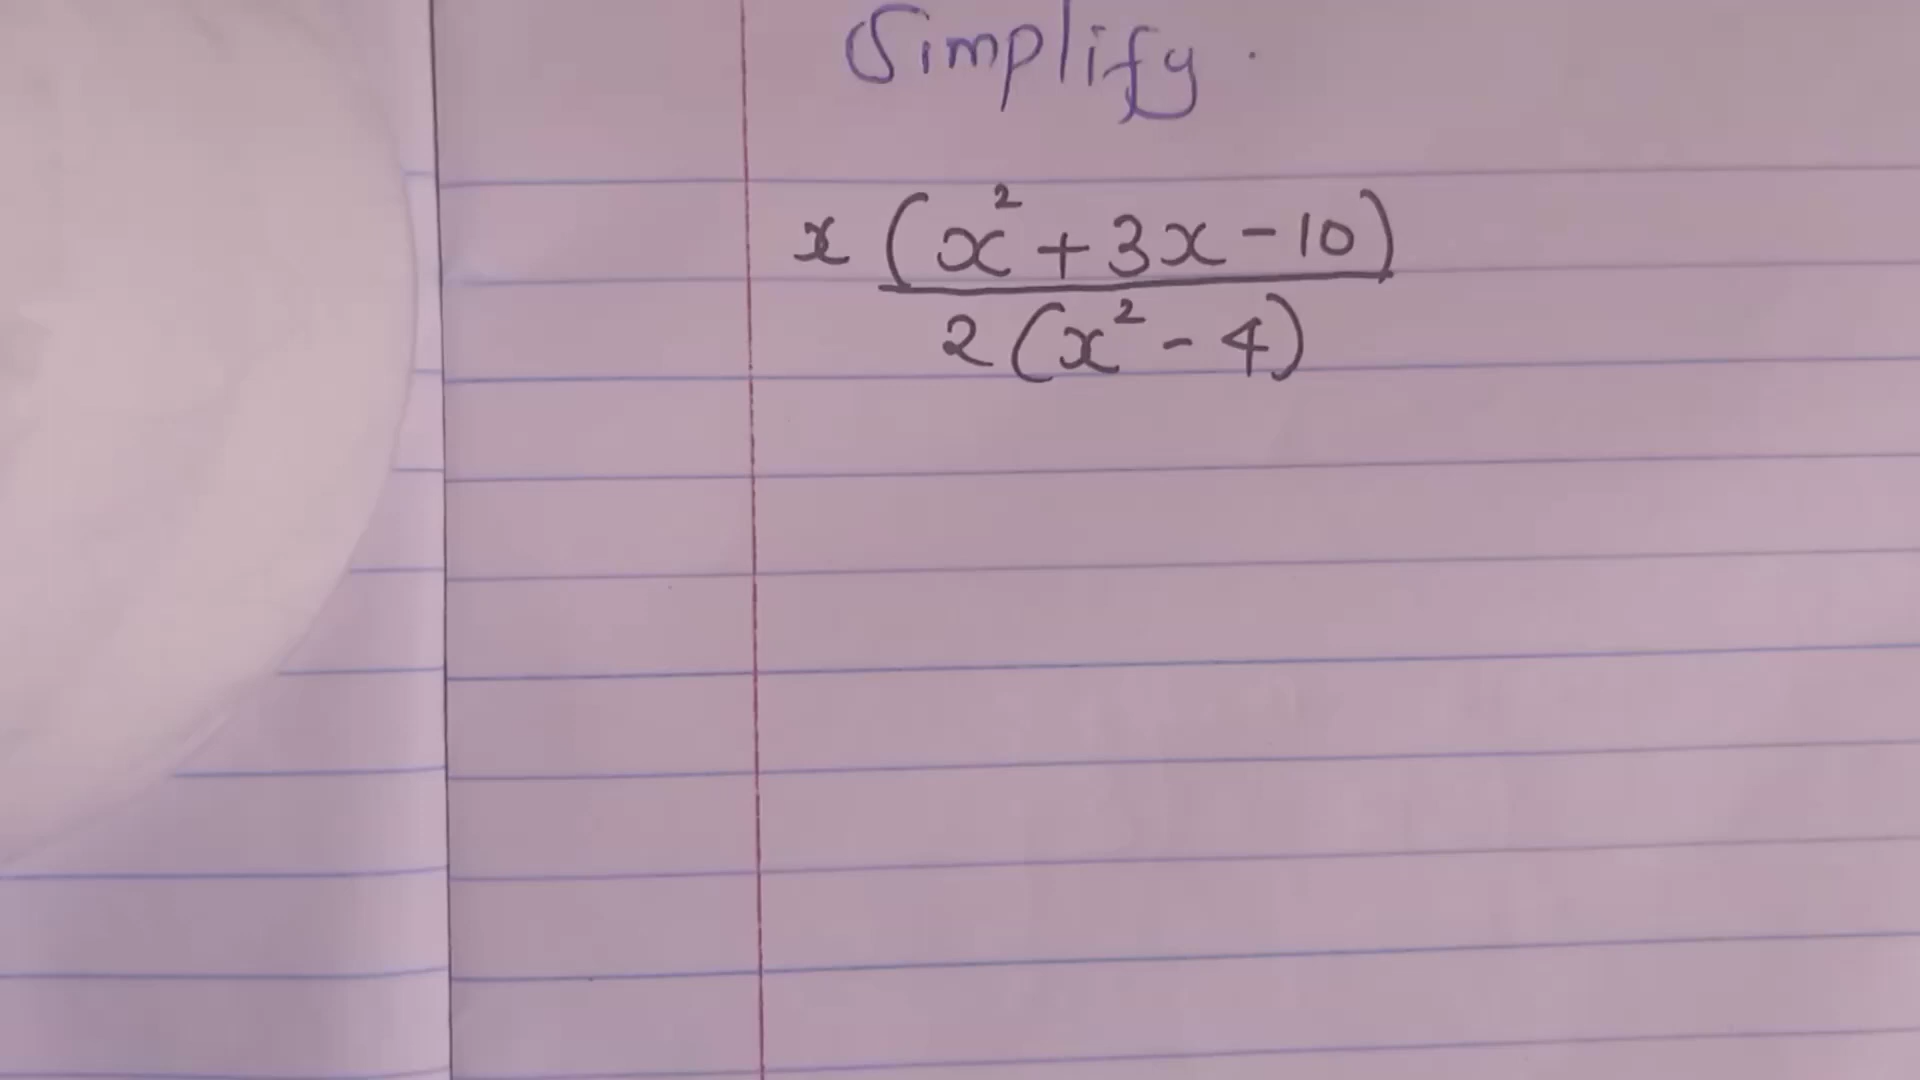 Simplify.
x (x² + 3x - 10)
2 (x² - 4)